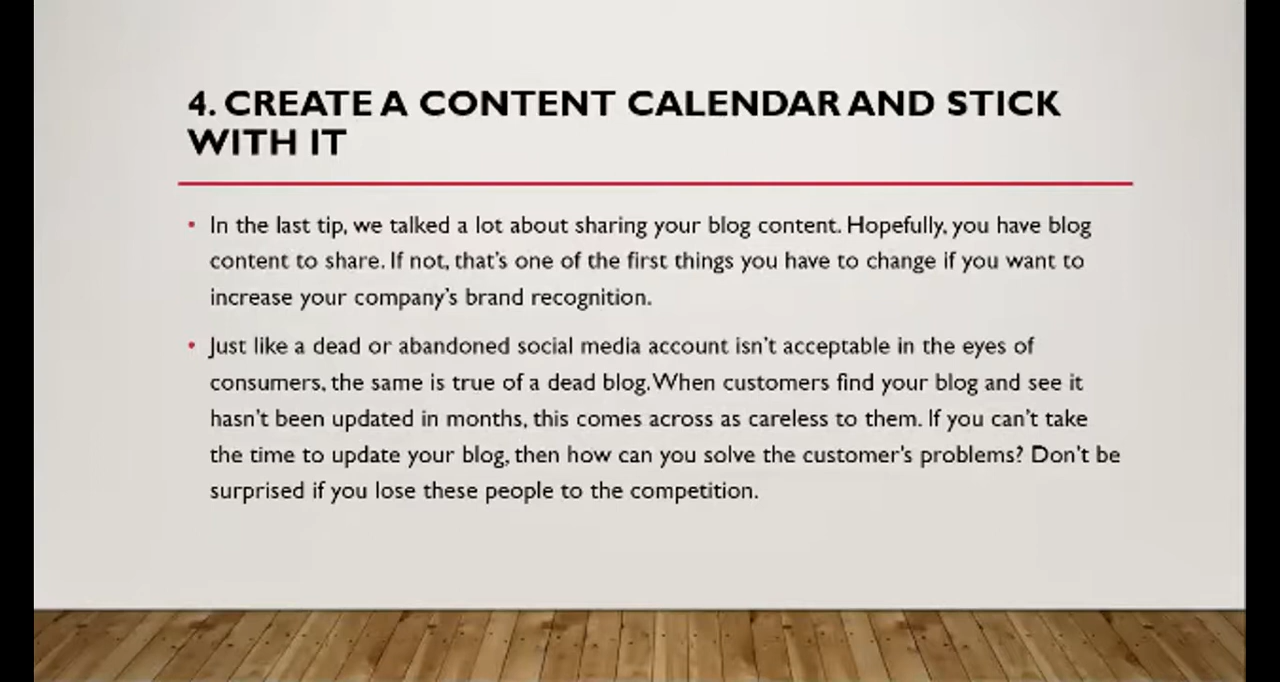 4. CREATE A CONTENT CALENDAR AND STICK
WITH IT
• In the last tip, we talked a lot about sharing your blog content. Hopefully, you have blog
content to share. If not, that's one of the first things you have to change if you want to
increase your company's brand recognition.
• Just like a dead or abandoned social media account isn't acceptable in the eyes of
consumers, the same is true of a dead blog. When customers find your blog and see it
hasn't been updated in months, this comes across as careless to them. If you can't take
the time to update your blog, then how can you solve the customer's problems? Don't be
surprised if you lose these people to the competition.